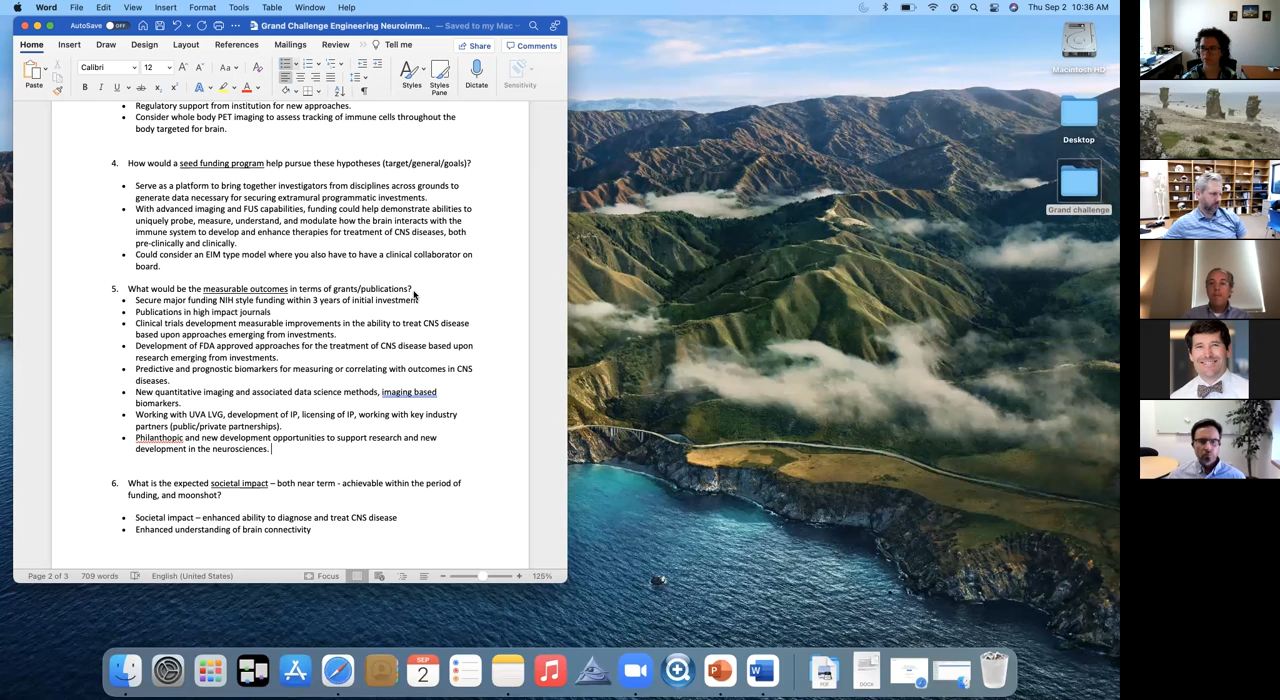 Word File Edit View Insert Format Tools Table Window Help
Thu Sep 2 10:36 AM
AutoSave OFF
Grand Challenge Engineering Neuroimm... — Saved to my Mac
Home Insert Draw Design Layout References Mailings Review Tell me
Share Comments
Calibri 12
Paste
Styles Styles Pane Dictate Sensitivity
• Regulatory support from institution for new approaches.
• Consider whole body PET imaging to assess tracking of immune cells throughout the
body targeted for brain.
4. How would a seed funding program help pursue these hypotheses (target/general/goals)?
• Serve as a platform to bring together investigators from disciplines across grounds to
generate data necessary for securing extramural programmatic investments.
• With advanced imaging and FUS capabilities, funding could help demonstrate abilities to
uniquely probe, measure, understand, and modulate how the brain interacts with the
immune system to develop and enhance therapies for treatment of CNS diseases, both
pre-clinically and clinically.
• Could consider an EIM type model where you also have to have a clinical collaborator on
board.
5. What would be the measurable outcomes in terms of grants/publications?
• Secure major funding NIH style funding within 3 years of initial investment
• Publications in high impact journals
• Clinical trials development measurable improvements in the ability to treat CNS disease
based upon approaches emerging from investments.
• Development of FDA approved approaches for the treatment of CNS disease based upon
research emerging from investments.
• Predictive and prognostic biomarkers for measuring or correlating with outcomes in CNS
diseases.
• New quantitative imaging and associated data science methods, imaging based
biomarkers.
• Working with UVA LVG, development of IP, licensing of IP, working with key industry
partners (public/private partnerships).
• Philanthopic and new development opportunities to support research and new
development in the neurosciences.
6. What is the expected societal impact – both near term - achievable within the period of
funding, and moonshot?
• Societal impact – enhanced ability to diagnose and treat CNS disease
• Enhanced understanding of brain connectivity
Page 2 of 3 709 words English (United States) Focus 125%
Macintosh HD
Desktop
Grand challenge
SEP
2
PDF
DOCX